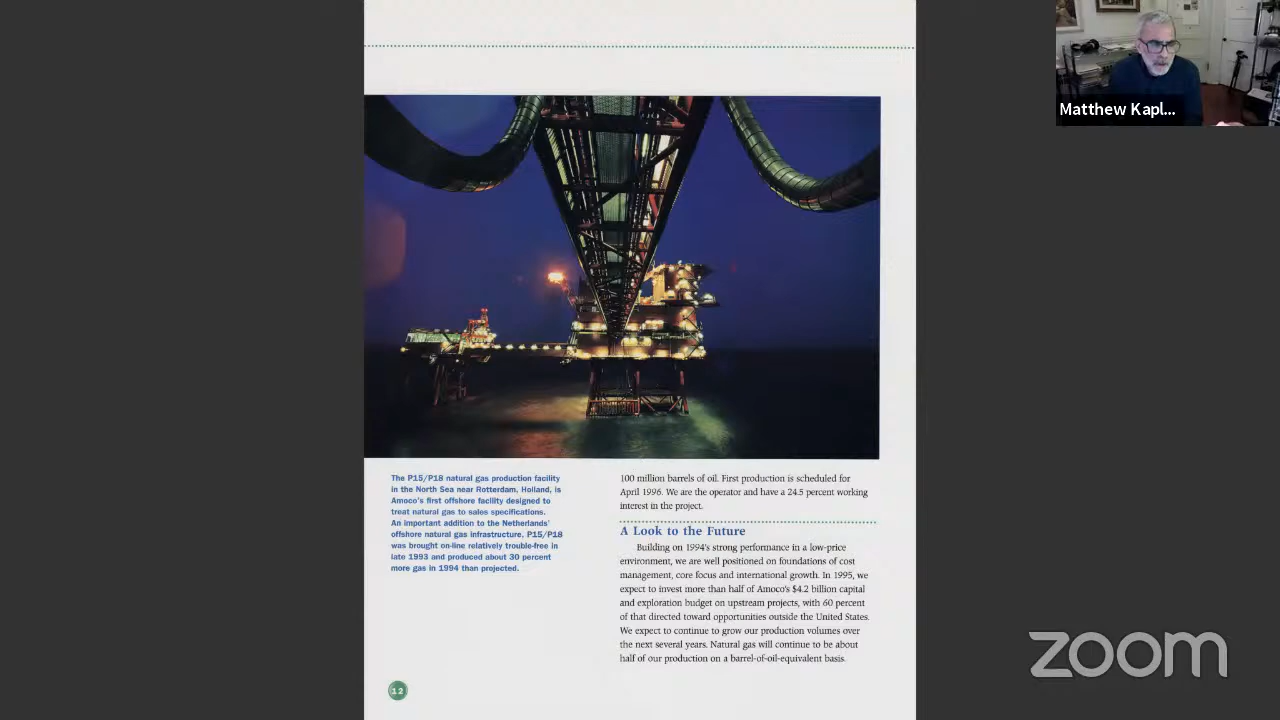 Matthew Kapl...
The P15/P18 natural gas production facility
in the North Sea near Rotterdam, Holland, is
Amoco's first offshore facility designed to
treat natural gas to sales specifications.
An important addition to the Netherlands'
offshore natural gas infrastructure, P15/P18
was brought on-line relatively trouble-free in
late 1993 and produced about 30 percent
more gas in 1994 than projected.
100 million barrels of oil. First production is scheduled for
April 1996. We are the operator and have a 24.5 percent working
interest in the project.
A Look to the Future
Building on 1994's strong performance in a low-price
environment, we are well positioned on foundations of cost
management, core focus and international growth. In 1995, we
expect to invest more than half of Amoco's $4.2 billion capital
and exploration budget on upstream projects, with 60 percent
of that directed toward opportunities outside the United States.
We expect to continue to grow our production volumes over
the next several years. Natural gas will continue to be about
half of our production on a barrel-of-oil-equivalent basis.
12
zoom